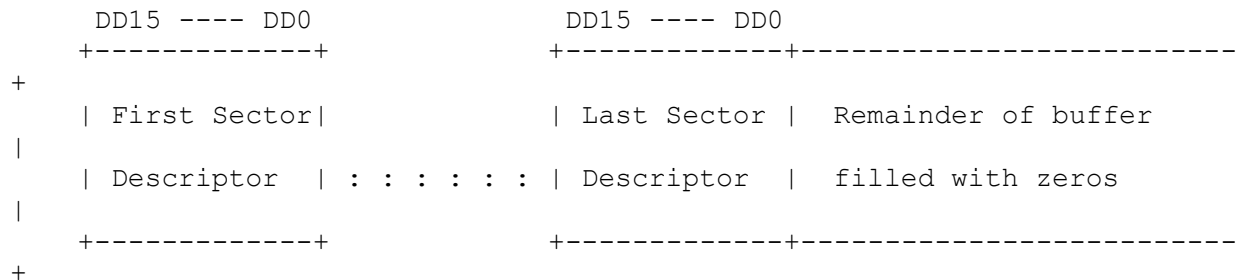 DD15 ---- DD0                 DD15 ---- DD0
    +-------------+               +-------------+--------------------------
+
    | First Sector|               | Last Sector |  Remainder of buffer
|
    | Descriptor  | : : : : : : | Descriptor  |  filled with zeros
|
    +-------------+               +-------------+--------------------------
+